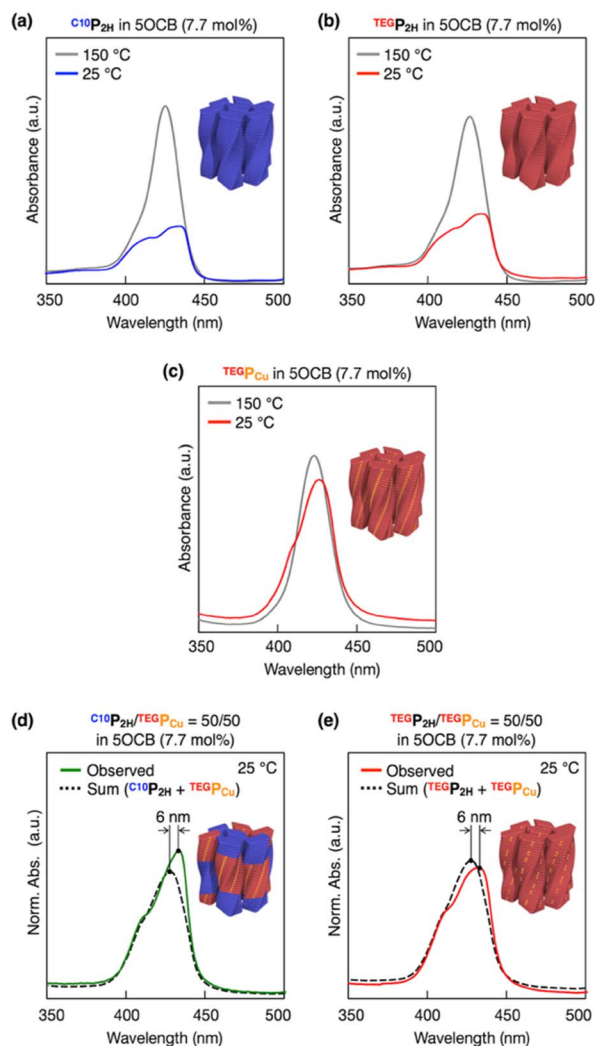 (a) C10P2H in 5OCB (7.7 mol%)
150 °C
25 °C
Absorbance (a.u.)
350 400 450 500
Wavelength (nm)
(b) TEGP2H in 5OCB (7.7 mol%)
150 °C
25 °C
Absorbance (a.u.)
350 400 450 500
Wavelength (nm)
(c) TEGPCu in 5OCB (7.7 mol%)
150 °C
25 °C
Absorbance (a.u.)
350 400 450 500
Wavelength (nm)
(d) C10P2H/TEGPCu = 50/50
in 5OCB (7.7 mol%)
Observed 25 °C
Sum (C10P2H + TEGPCu)
6 nm
Norm. Abs. (a.u.)
350 400 450 500
Wavelength (nm)
(e) TEGP2H/TEGPCu = 50/50
in 5OCB (7.7 mol%)
Observed 25 °C
Sum (TEGP2H + TEGPCu)
6 nm
Norm. Abs. (a.u.)
350 400 450 500
Wavelength (nm)